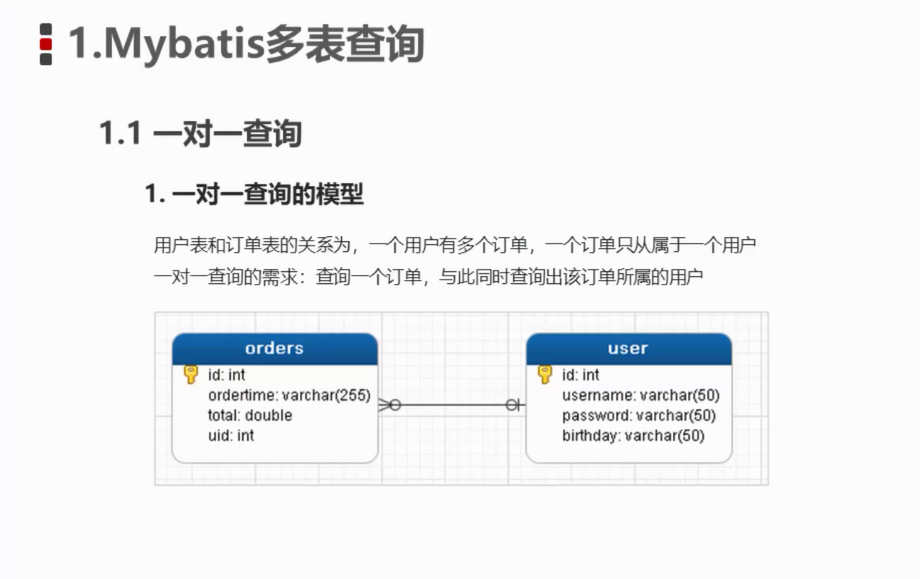 1.Mybatis多表查询
1.1 一对一查询
1. 一对一查询的模型
用户表和订单表的关系为，一个用户有多个订单，一个订单只从属于一个用户
一对一查询的需求：查询一个订单，与此同时查询出该订单所属的用户
orders
id: int
ordertime: varchar(255)
total: double
uid: int
user
id: int
username: varchar(50)
password: varchar(50)
birthday: varchar(50)